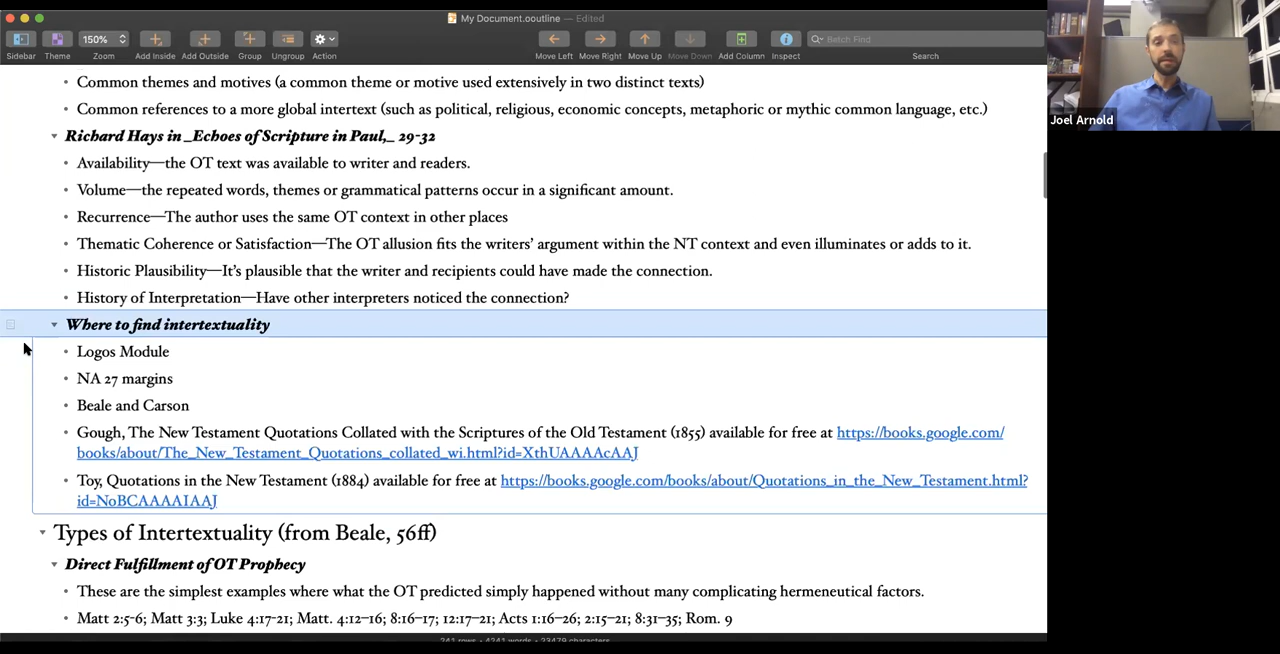 My Document.ooutline — Edited
150%
Betch Find
Sidebar Theme Zoom Add Inside Add Outside Group Ungroup Action Move Left Move Right Move Up Move Down Add Column Inspect Search
• Common themes and motives (a common theme or motive used extensively in two distinct texts)
• Common references to a more global intertext (such as political, religious, economic concepts, metaphoric or mythic common language, etc.)
Richard Hays in _Echoes of Scripture in Paul,_ 29-32
• Availability—the OT text was available to writer and readers.
• Volume—the repeated words, themes or grammatical patterns occur in a significant amount.
• Recurrence—The author uses the same OT context in other places
• Thematic Coherence or Satisfaction—The OT allusion fits the writers’ argument within the NT context and even illuminates or adds to it.
• Historic Plausibility—It’s plausible that the writer and recipients could have made the connection.
• History of Interpretation—Have other interpreters noticed the connection?
Where to find intertextuality
• Logos Module
• NA 27 margins
• Beale and Carson
• Gough, The New Testament Quotations Collated with the Scriptures of the Old Testament (1855) available for free at https://books.google.com/
books/about/The_New_Testament_Quotations_collated_wi.html?id=XthUAAAAcAAJ
• Toy, Quotations in the New Testament (1884) available for free at https://books.google.com/books/about/Quotations_in_the_New_Testament.html?
id=NoBCAAAAIAAJ
Types of Intertextuality (from Beale, 56ff)
Direct Fulfillment of OT Prophecy
• These are the simplest examples where what the OT predicted simply happened without many complicating hermeneutical factors.
• Matt 2:5-6; Matt 3:3; Luke 4:17-21; Matt. 4:12–16; 8:16–17; 12:17–21; Acts 1:16–26; 2:15–21; 8:31–35; Rom. 9
241 rows • 4341 words • 23479 characters
Joel Arnold